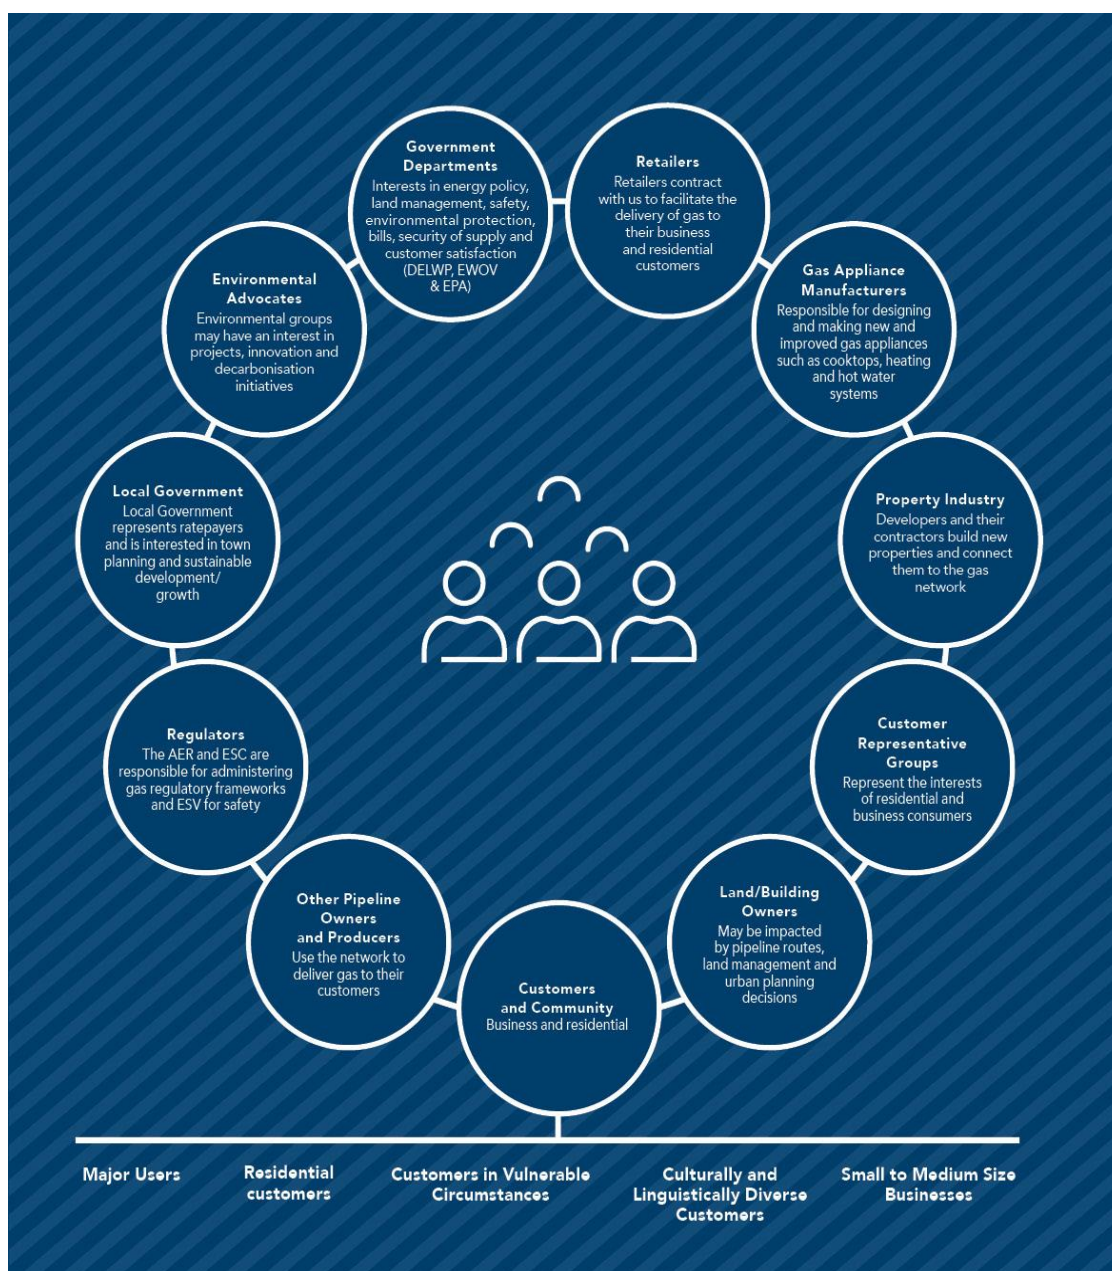 Government
Departments
Interests in energy policy,
land management, safety,
environmental protection,
bills, security of supply and
customer satisfaction
(DELWP, EWOV
& EPA)
Retailers
Retailers contract
with us to facilitate the
delivery of gas to
their business
and residential
customers
Environmental
Advocates
Environmental groups
may have an interest in
projects, innovation and
decarbonisation
initiatives
Gas Appliance
Manufacturers
Responsible for designing
and making new and
improved gas appliances
such as cooktops, heating
and hot water
systems
Local Government
Local Government
represents ratepayers
and is interested in town
planning and sustainable
development/
growth
Property Industry
Developers and their
contractors build new
properties and connect
them to the gas
network
Regulators
The AER and ESC are
responsible for administering
gas regulatory frameworks
and ESV for safety
Customer
Representative
Groups
Represent the interests
of residential and
business consumers
Other Pipeline
Owners
and Producers
Use the network to
deliver gas to their
customers
Land/Building
Owners
May be impacted
by pipeline routes,
land management and
urban planning
decisions
Customers
and Community
Business and residential
Major Users
Residential
customers
Customers in Vulnerable
Circumstances
Culturally and
Linguistically Diverse
Customers
Small to Medium Size
Businesses